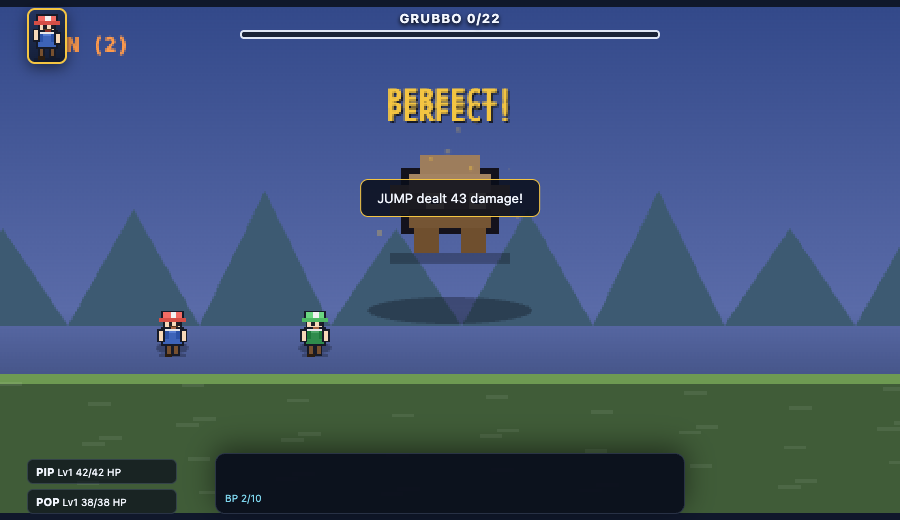 GRUBBO 0/22
N (2)
PERFECT!
PERFECT!
JUMP dealt 43 damage!
PIP Lv1 42/42 HP
POP Lv1 38/38 HP
BP 2/10